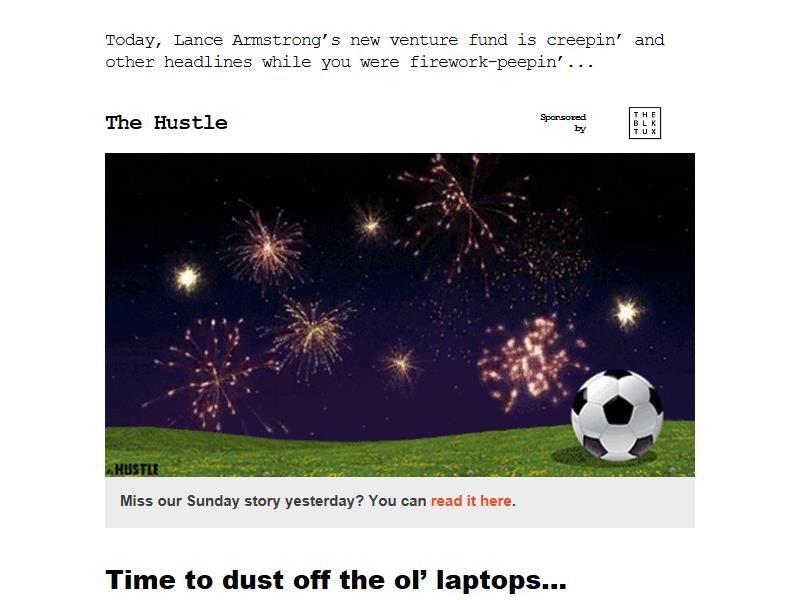 Today, Lance Armstrong’s new venture fund is creepin’ and
other headlines while you were firework-peepin’...
The Hustle
Sponsored
by
THE
BLK
TUX
HUSTLE
Miss our Sunday story yesterday? You can read it here.
Time to dust off the ol’ laptops...